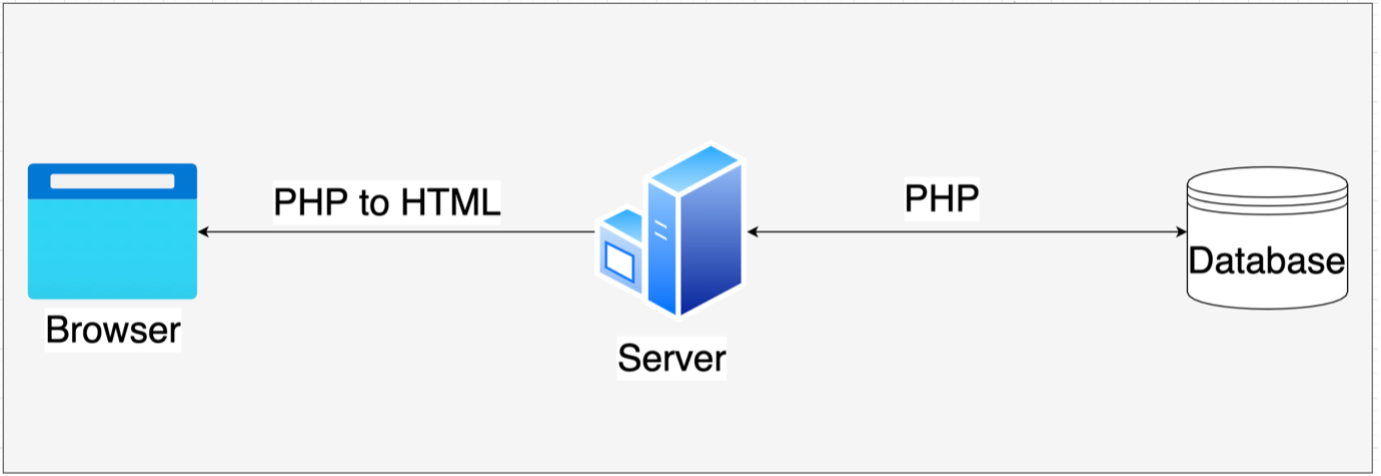 PHP to HTML
PHP
Database
Browser
Server